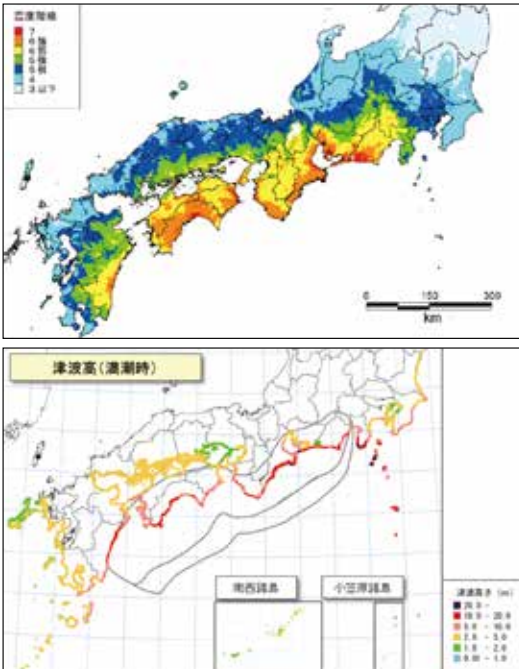 震度階級
7
6強
6弱
5強
5弱
4
3以下
0 150 300
km
津波高(満潮時)
南西諸島
小笠原諸島
津波高さ (m)
20.0 -
10.0 - 20.0
5.0 - 10.0
2.0 - 5.0
1.0 - 2.0
0.00 - 1.0